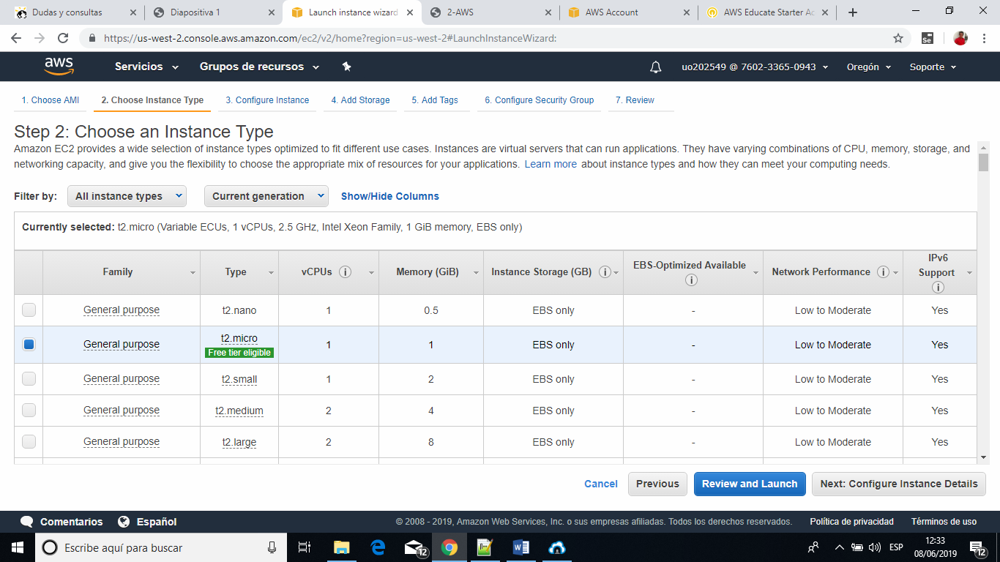 Dudas y consultas
Diapositiva 1
Launch instance wizard
2-AWS
AWS Account
AWS Educate Starter Ac
https://us-west-2.console.aws.amazon.com/ec2/v2/home?region=us-west-2#LaunchInstanceWizard:
Se
aws Servicios Grupos de recursos uo202549 @ 7602-3365-0943 Oregón Soporte
1. Choose AMI 2. Choose Instance Type 3. Configure Instance 4. Add Storage 5. Add Tags 6. Configure Security Group 7. Review
Step 2: Choose an Instance Type
Amazon EC2 provides a wide selection of instance types optimized to fit different use cases. Instances are virtual servers that can run applications. They have varying combinations of CPU, memory, storage, and
networking capacity, and give you the flexibility to choose the appropriate mix of resources for your applications. Learn more about instance types and how they can meet your computing needs.
Filter by: All instance types Current generation Show/Hide Columns
Currently selected: t2.micro (Variable ECUs, 1 vCPUs, 2.5 GHz, Intel Xeon Family, 1 GiB memory, EBS only)
Family Type vCPUs i Memory (GiB) Instance Storage (GB) i EBS-Optimized Available i Network Performance i IPv6 Support i
General purpose t2.nano 1 0.5 EBS only - Low to Moderate Yes
General purpose t2.micro 1 1 EBS only - Low to Moderate Yes
Free tier eligible
General purpose t2.small 1 2 EBS only - Low to Moderate Yes
General purpose t2.medium 2 4 EBS only - Low to Moderate Yes
General purpose t2.large 2 8 EBS only - Low to Moderate Yes
Cancel Previous Review and Launch Next: Configure Instance Details
Comentarios Español © 2008 - 2019, Amazon Web Services, Inc. o sus empresas afiliadas. Todos los derechos reservados. Política de privacidad Términos de uso
Escribe aquí para buscar
12
ESP
12:33
08/06/2019
12